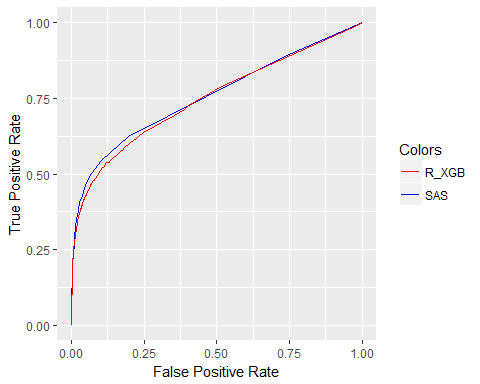 True Positive Rate
1.00
0.75
0.50
0.25
0.00
0.00 0.25 0.50 0.75 1.00
False Positive Rate
Colors
R_XGB
SAS